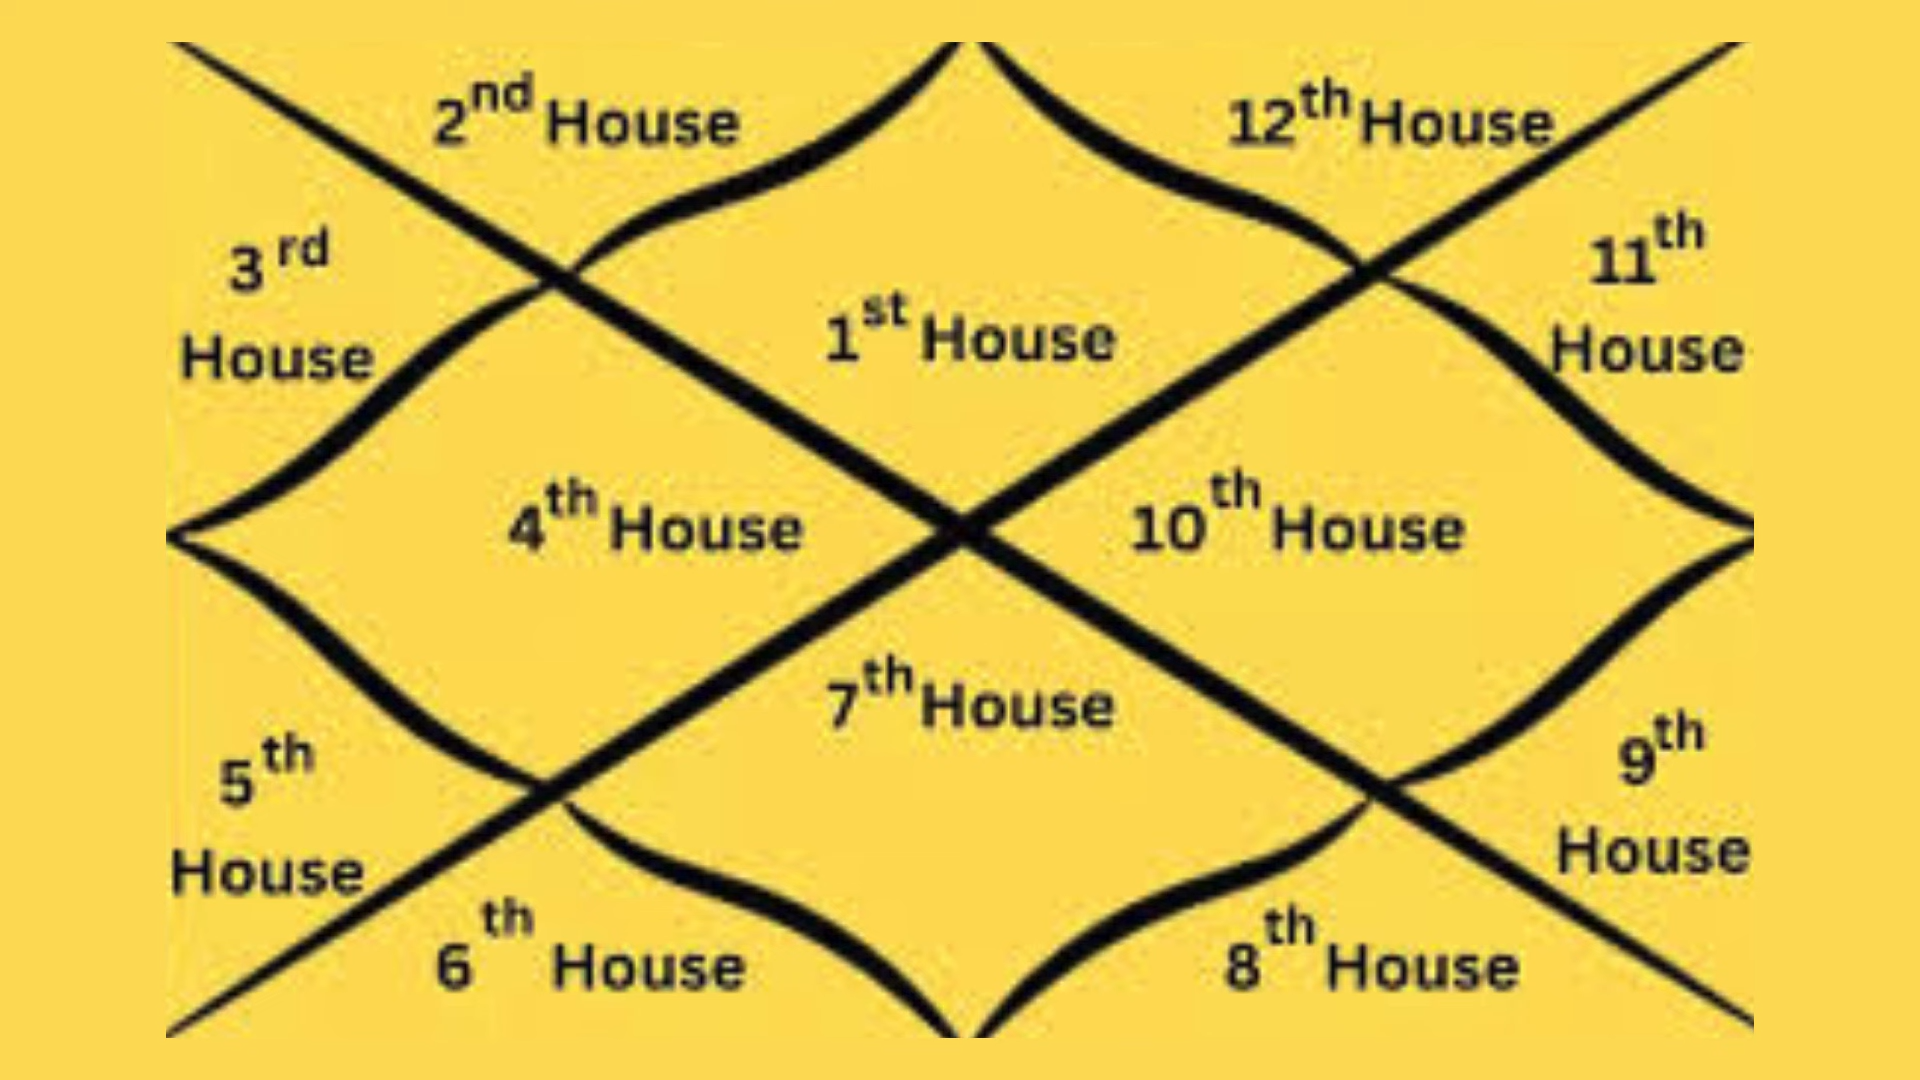 2nd House
12th House
3rd
House
11th
House
1st House
4th House
10th House
7th House
5th
House
9th
House
6th House
8th House